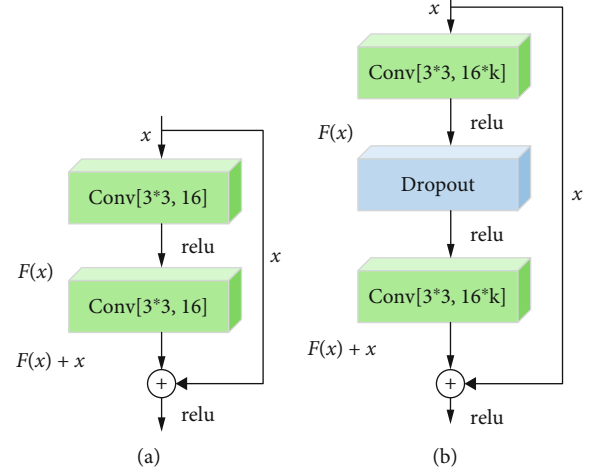 x
Conv[3*3, 16]
relu
x
F(x)
Conv[3*3, 16]
F(x) + x
+
relu
(a)
x
Conv[3*3, 16*k]
relu
F(x)
Dropout
x
relu
Conv[3*3, 16*k]
F(x) + x
+
relu
(b)